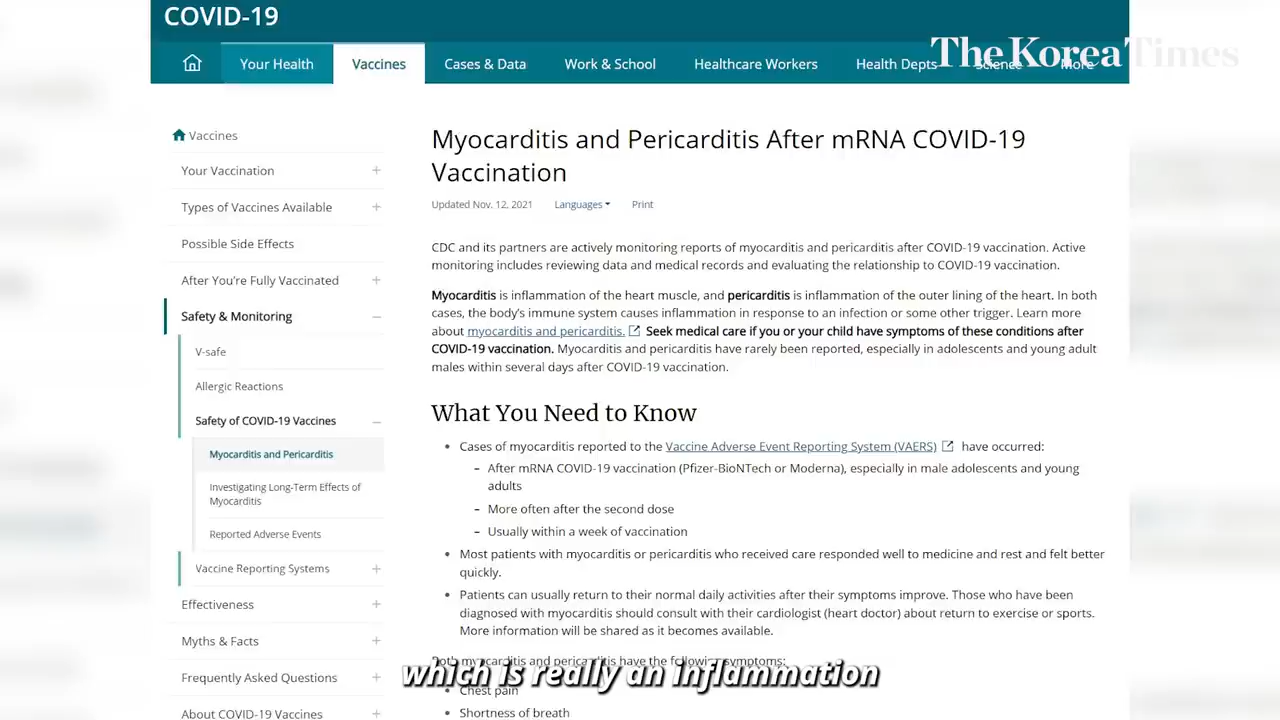 COVID-19
The Korea Times
Your Health
Vaccines
Cases & Data
Work & School
Healthcare Workers
Health Depts
Science
More
Vaccines
Your Vaccination
Types of Vaccines Available
Possible Side Effects
After You're Fully Vaccinated
Safety & Monitoring
V-safe
Allergic Reactions
Safety of COVID-19 Vaccines
Myocarditis and Pericarditis
Investigating Long-Term Effects of
Myocarditis
Reported Adverse Events
Vaccine Reporting Systems
Effectiveness
Myths & Facts
Frequently Asked Questions
About COVID-19 Vaccines
Myocarditis and Pericarditis After mRNA COVID-19
Vaccination
Updated Nov. 12, 2021 Languages Print
CDC and its partners are actively monitoring reports of myocarditis and pericarditis after COVID-19 vaccination. Active
monitoring includes reviewing data and medical records and evaluating the relationship to COVID-19 vaccination.
Myocarditis is inflammation of the heart muscle, and pericarditis is inflammation of the outer lining of the heart. In both
cases, the body's immune system causes inflammation in response to an infection or some other trigger. Learn more
about myocarditis and pericarditis. Seek medical care if you or your child have symptoms of these conditions after
COVID-19 vaccination. Myocarditis and pericarditis have rarely been reported, especially in adolescents and young adult
males within several days after COVID-19 vaccination.
What You Need to Know
• Cases of myocarditis reported to the Vaccine Adverse Event Reporting System (VAERS) have occurred:
– After mRNA COVID-19 vaccination (Pfizer-BioNTech or Moderna), especially in male adolescents and young
adults
– More often after the second dose
– Usually within a week of vaccination
• Most patients with myocarditis or pericarditis who received care responded well to medicine and rest and felt better
quickly.
• Patients can usually return to their normal daily activities after their symptoms improve. Those who have been
diagnosed with myocarditis should consult with their cardiologist (heart doctor) about return to exercise or sports.
More information will be shared as it becomes available.
Both myocarditis and pericarditis have the following symptoms:
which is really an inflammation
• Chest pain
• Shortness of breath